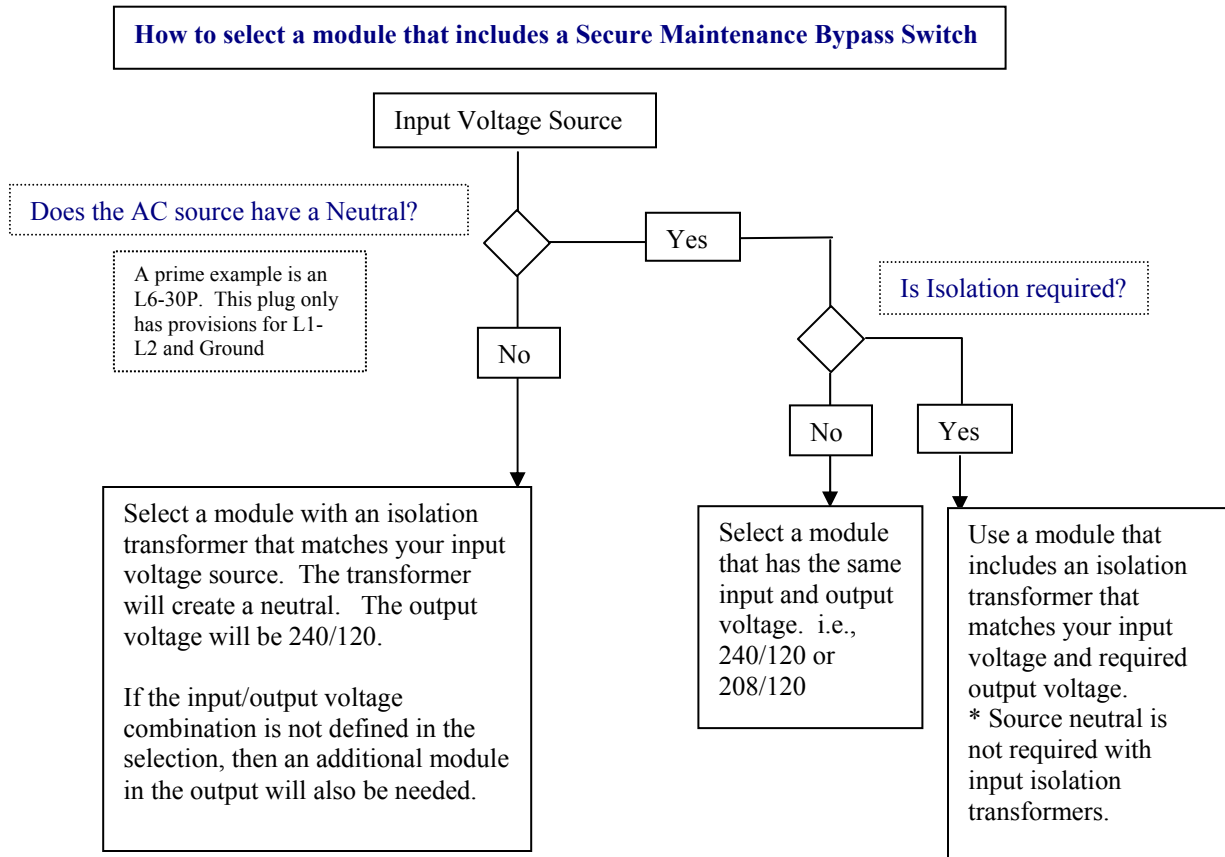 How to select a module that includes a Secure Maintenance Bypass Switch
Input Voltage Source
Does the AC source have a Neutral?
Yes
A prime example is an
L6-30P. This plug only
has provisions for L1-
L2 and Ground
Is Isolation required?
No
No
Yes
Select a module with an isolation
transformer that matches your input
voltage source. The transformer
will create a neutral. The output
voltage will be 240/120.
If the input/output voltage
combination is not defined in the
selection, then an additional module
in the output will also be needed.
Select a module
that has the same
input and output
voltage. i.e.,
240/120 or
208/120
Use a module that
includes an isolation
transformer that
matches your input
voltage and required
output voltage.
* Source neutral is
not required with
input isolation
transformers.